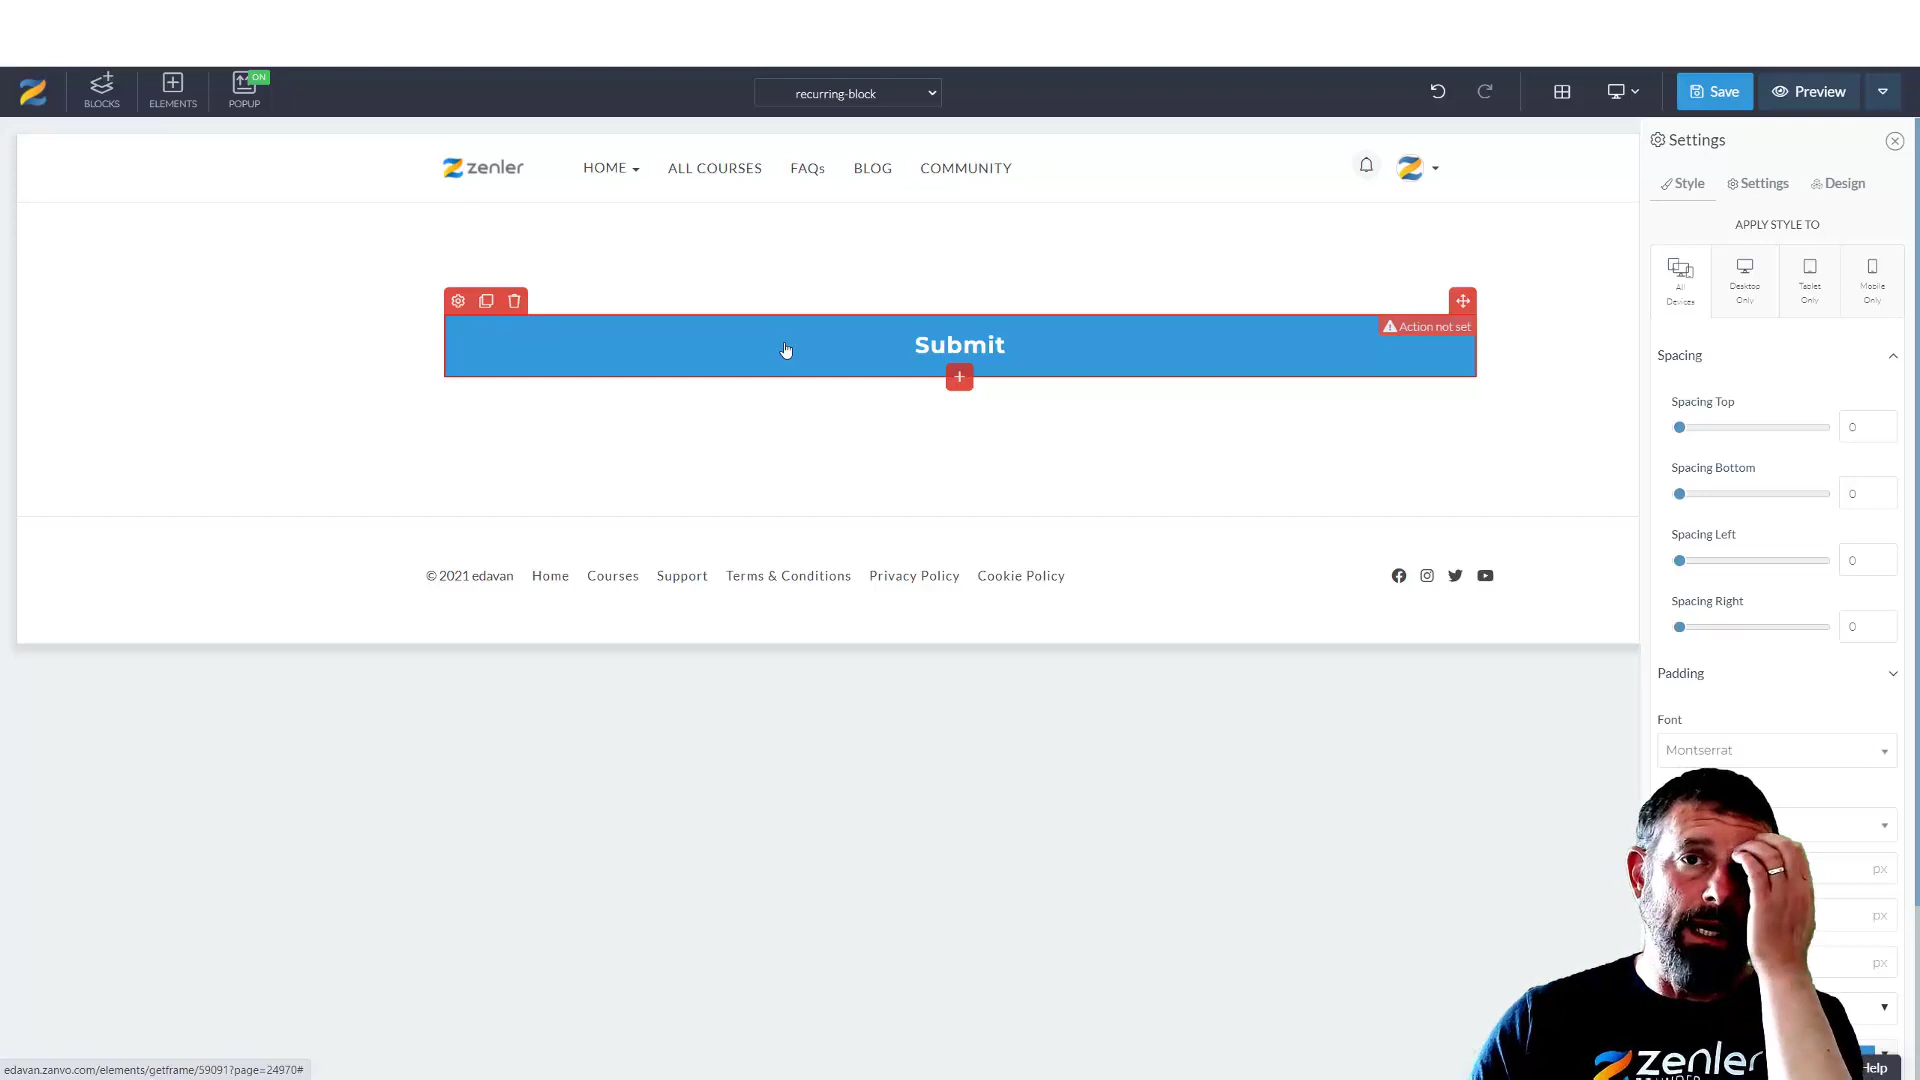 BLOCKS
ELEMENTS
ON
POPUP
recurring-block
Save
Preview
zenler
HOME
ALL COURSES
FAQs
BLOG
COMMUNITY
Action not set
Submit
+
© 2021 edavan
Home
Courses
Support
Terms & Conditions
Privacy Policy
Cookie Policy
Settings
Style
Settings
Design
APPLY STYLE TO
All
Devices
Desktop
Only
Tablet
Only
Mobile
Only
Spacing
Spacing Top
0
Spacing Bottom
0
Spacing Left
0
Spacing Right
0
Padding
Font
Montserrat
px
px
px
Help
zenler
edavan.zanvo.com/elements/getframe/59091?page=24970#